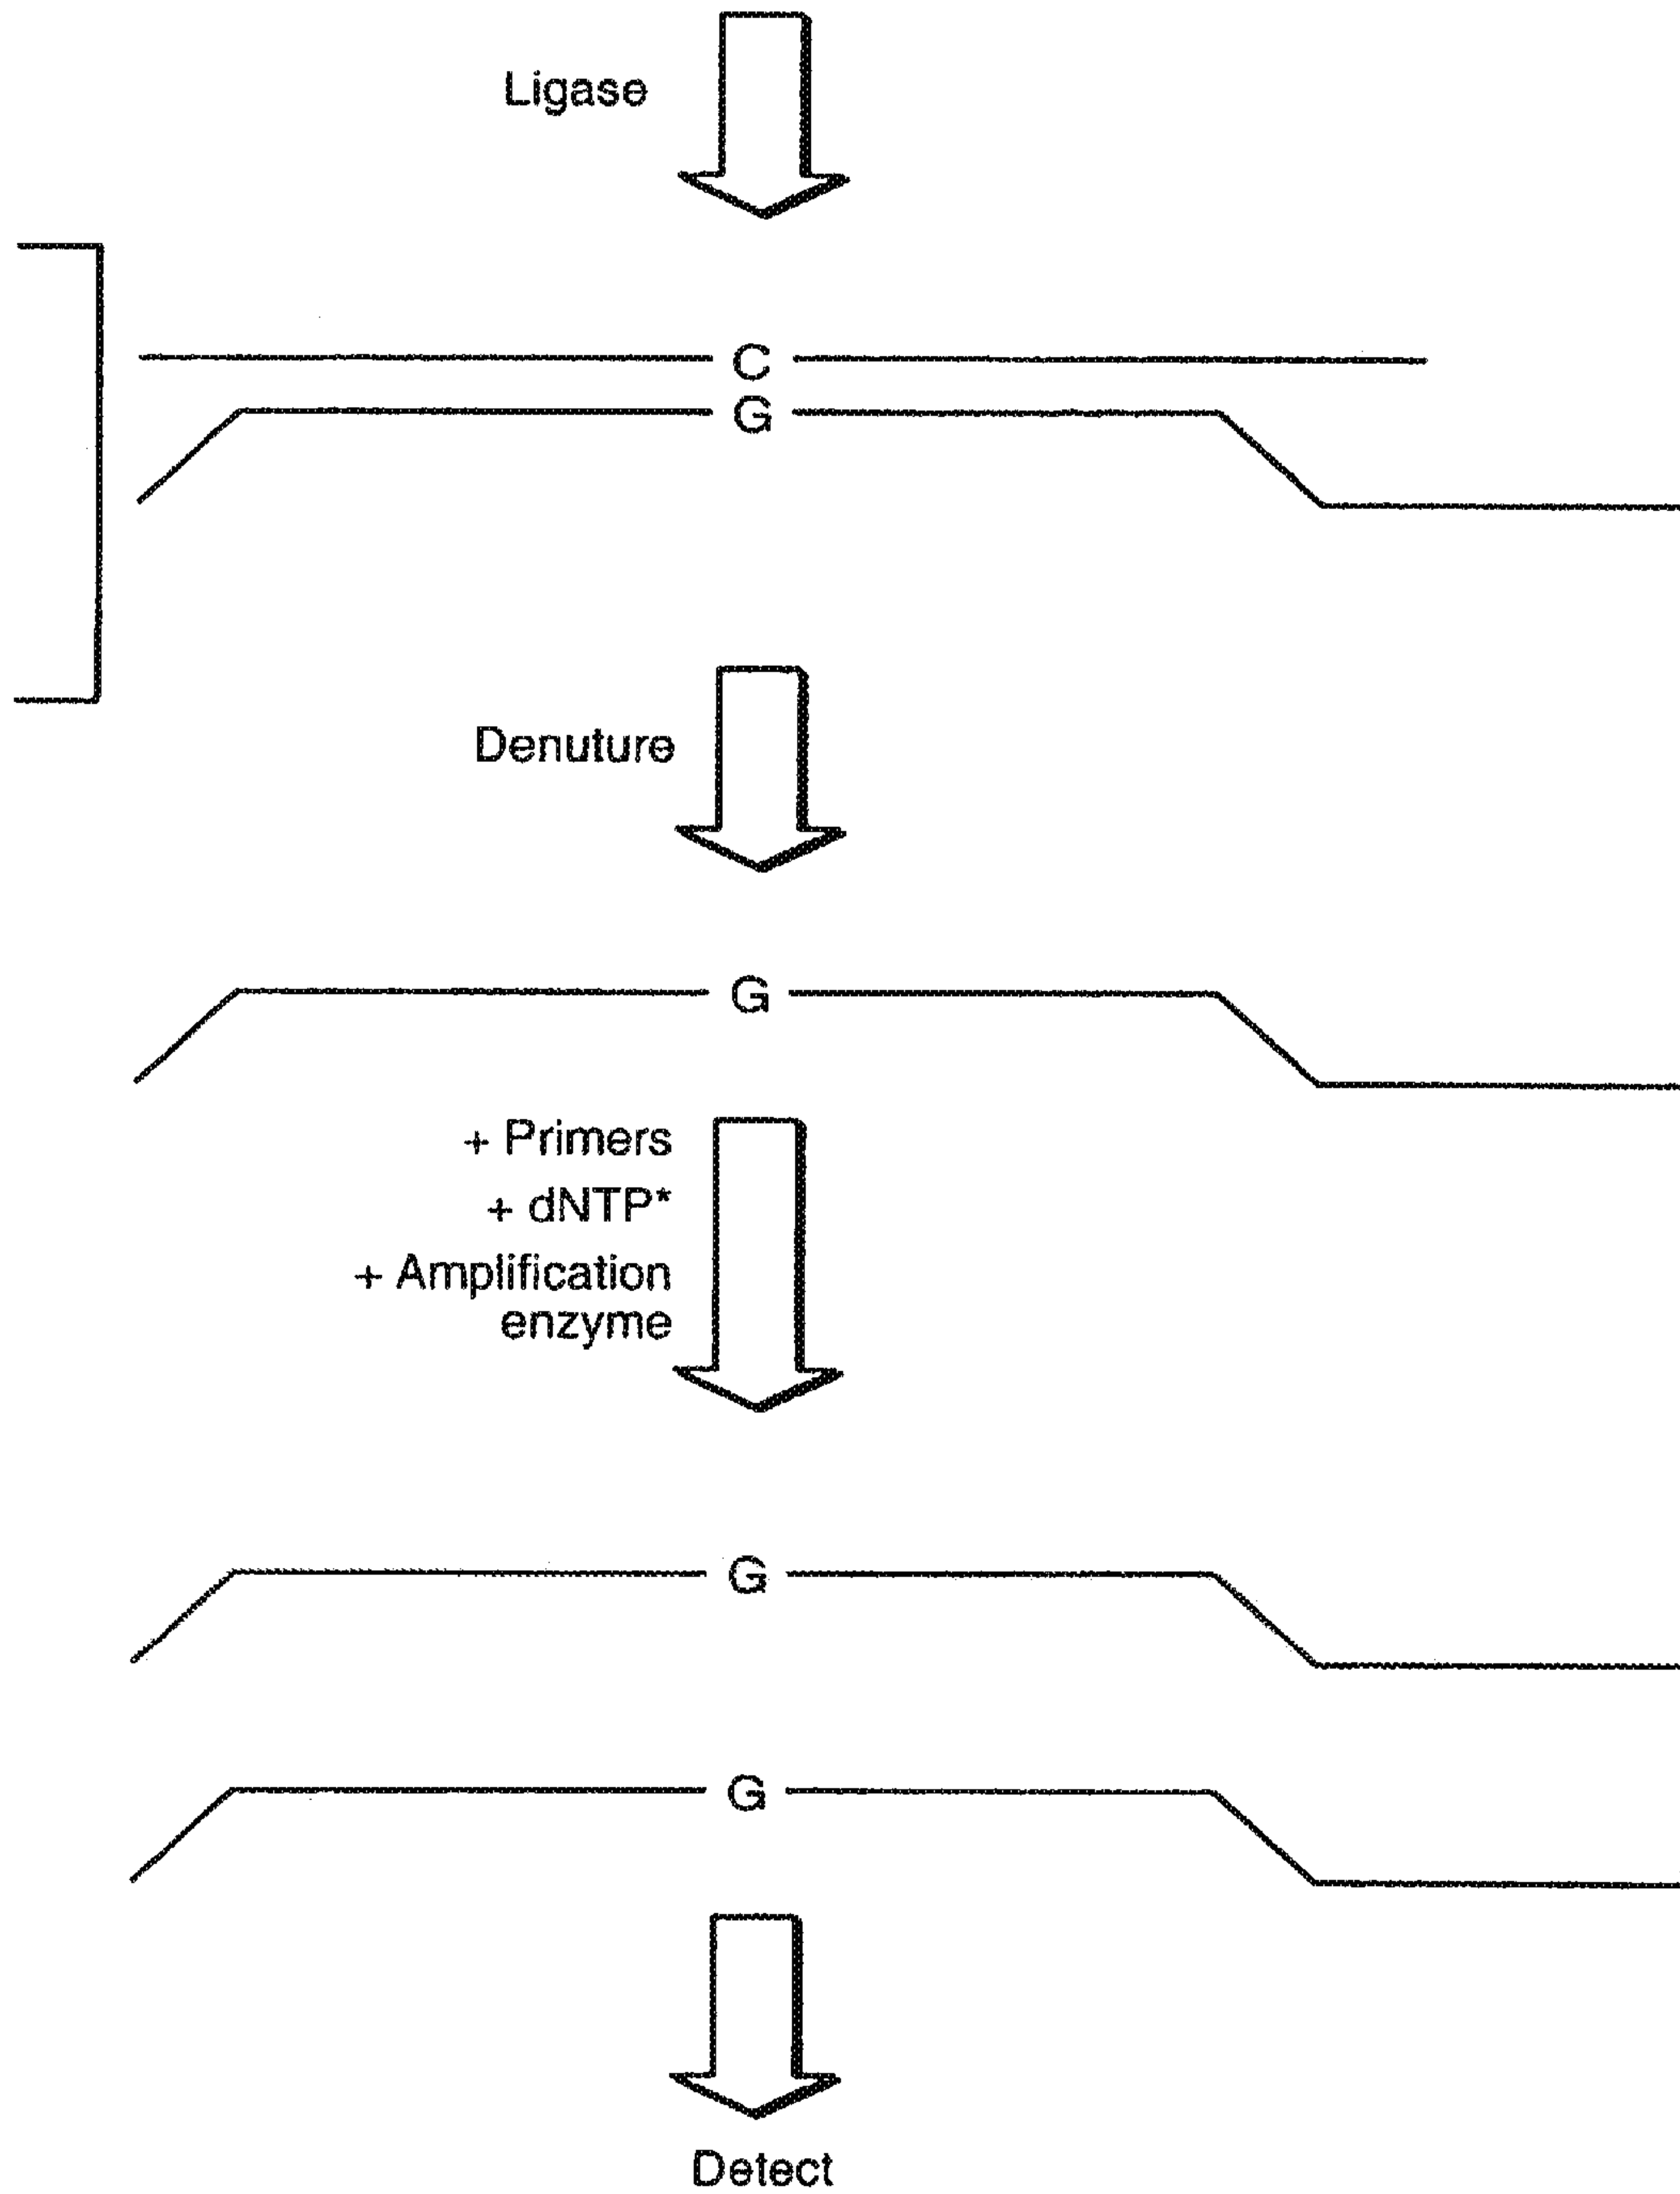 Ligase
C
G
Denuture
G
+ Primers
+ dNTP*
+ Amplification
enzyme
G
G
Detect